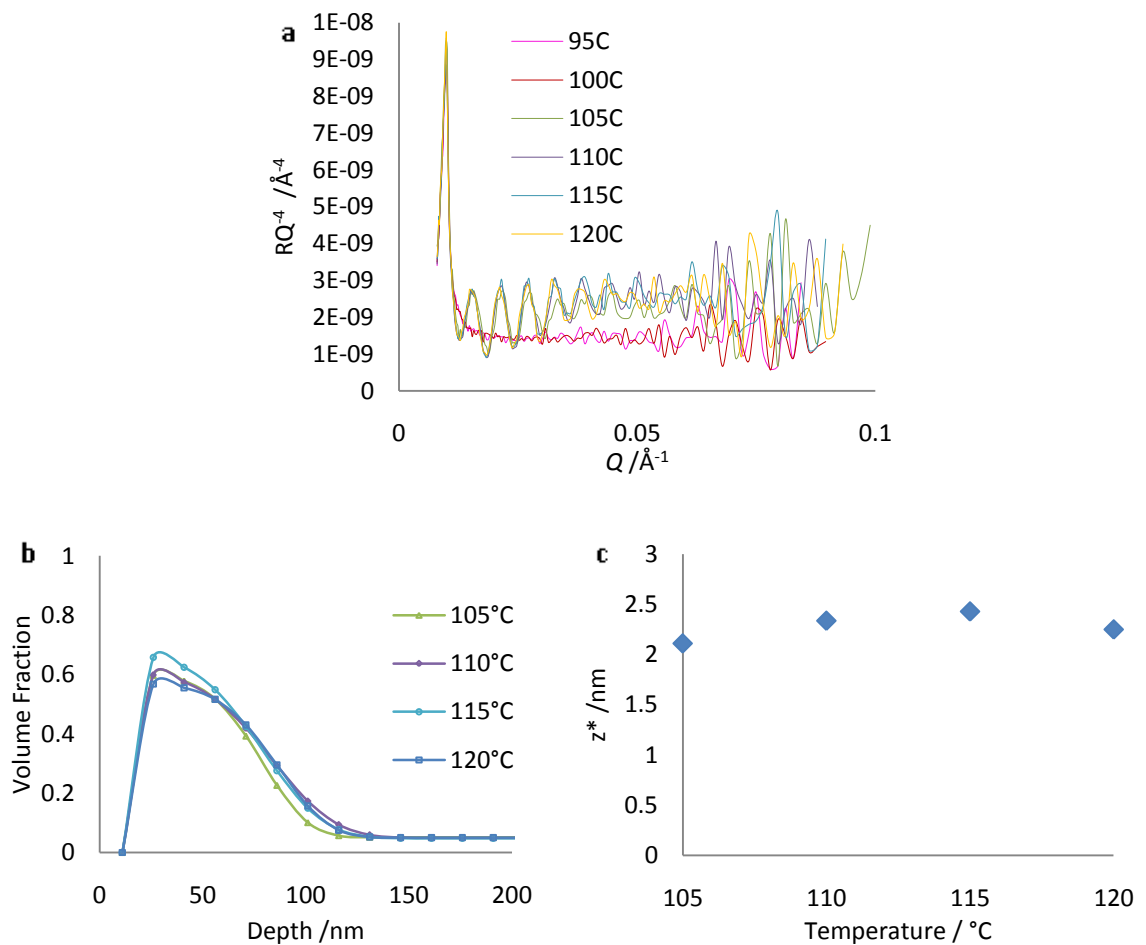 a
1E-08
9E-09
8E-09
7E-09
6E-09
5E-09
4E-09
3E-09
2E-09
1E-09
0
RQ⁻⁴ /Å⁻⁴
95C
100C
105C
110C
115C
120C
0
0.05
0.1
Q /Å⁻¹
b
1
0.8
0.6
0.4
0.2
0
Volume Fraction
105°C
110°C
115°C
120°C
0
50
100
150
200
Depth /nm
c
3
2.5
2
1.5
1
0.5
0
z* /nm
105
110
115
120
Temperature / °C